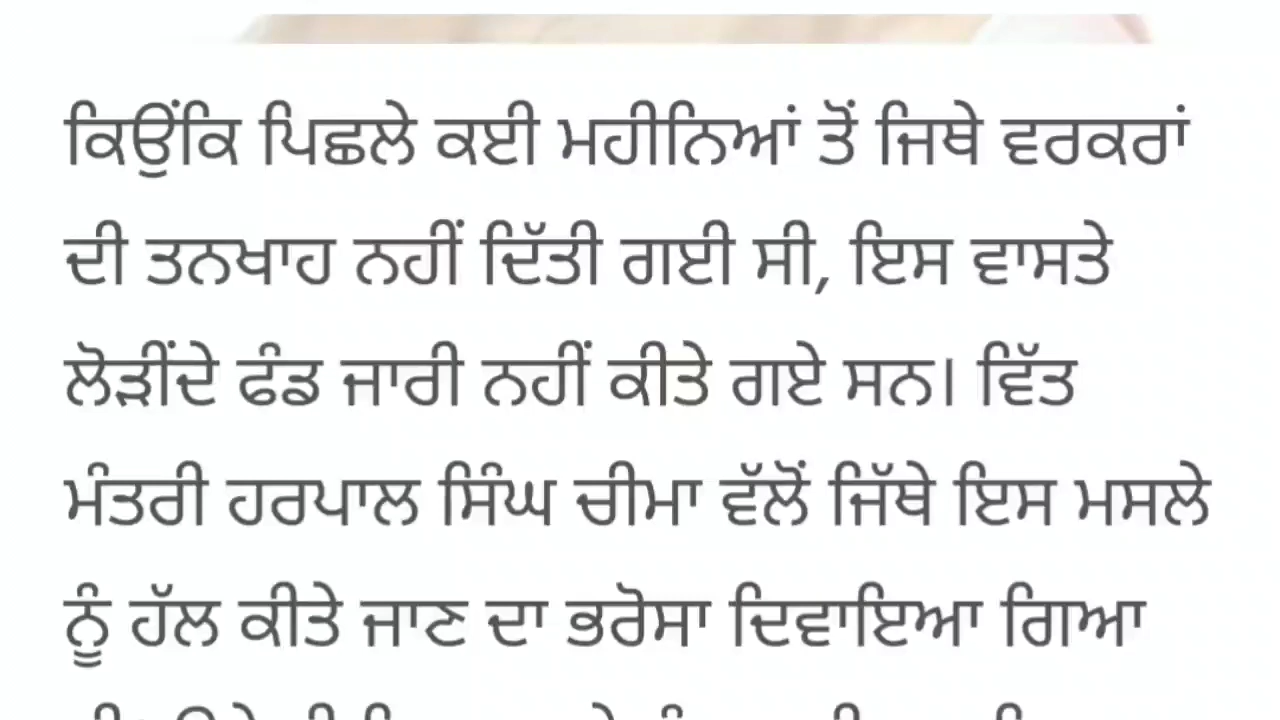 ਕਿਉਂਕਿ ਪਿਛਲੇ ਕਈ ਮਹੀਨਿਆਂ ਤੋਂ ਜਿਥੇ ਵਰਕਰਾਂ
ਦੀ ਤਨਖਾਹ ਨਹੀਂ ਦਿੱਤੀ ਗਈ ਸੀ, ਇਸ ਵਾਸਤੇ
ਲੋੜੀਂਦੇ ਫੰਡ ਜਾਰੀ ਨਹੀਂ ਕੀਤੇ ਗਏ ਸਨ। ਵਿੱਤ
ਮੰਤਰੀ ਹਰਪਾਲ ਸਿੰਘ ਚੀਮਾ ਵੱਲੋਂ ਜਿੱਥੇ ਇਸ ਮਸਲੇ
ਨੂੰ ਹੱਲ ਕੀਤੇ ਜਾਣ ਦਾ ਭਰੋਸਾ ਦਿਵਾਇਆ ਗਿਆ